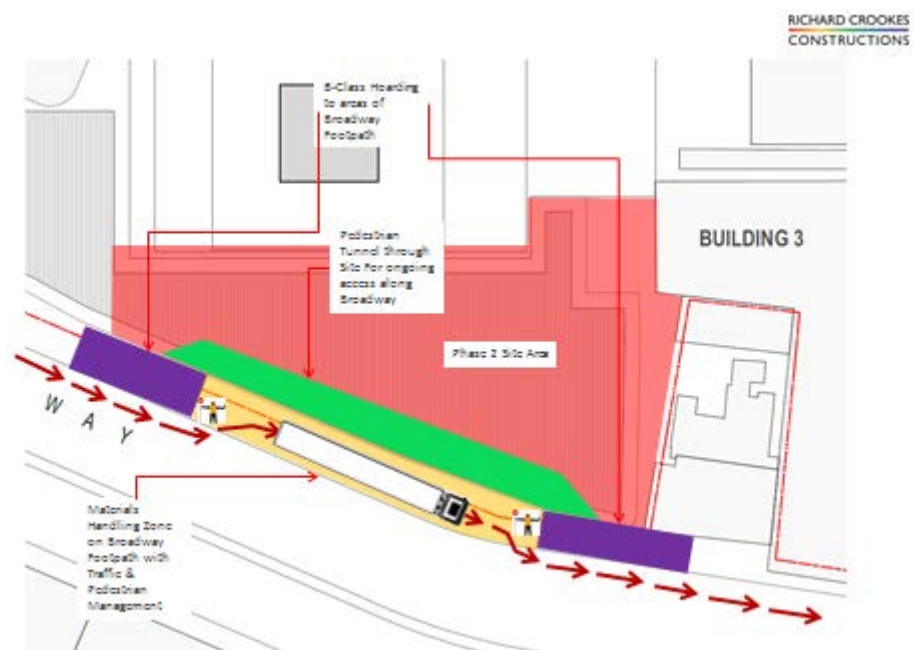 RICHARD CROOKES
CONSTRUCTIONS
B-Class Hoarding
to areas of
Broadway
Footpath
Pedestrian
Tunnel through
Site for ongoing
access along
Broadway
BUILDING 3
Phase 2 Site Area
W A Y
Materials
Handling Zone
on Broadway
Footpath with
Traffic &
Pedestrian
Management